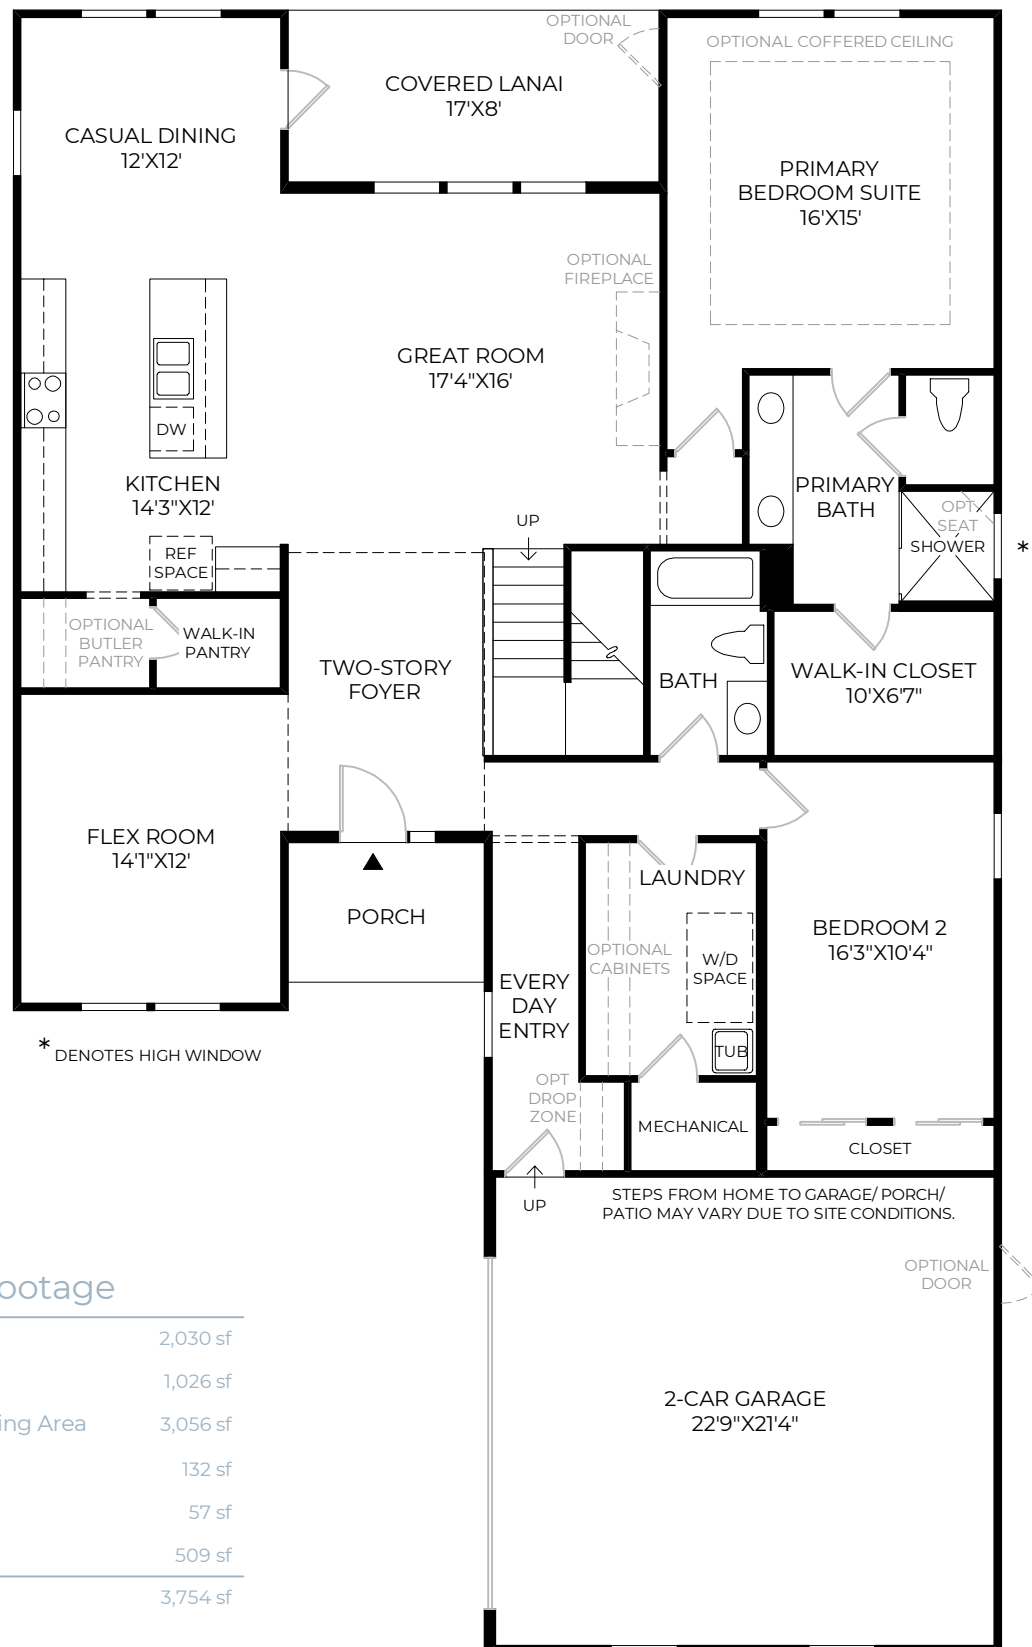 OPTIONAL
DOOR
OPTIONAL COFFERED CEILING
COVERED LANAI
17'X8'
CASUAL DINING
12'X12'
PRIMARY
BEDROOM SUITE
16'X15'
OPTIONAL
FIREPLACE
GREAT ROOM
17'4"X16'
DW
KITCHEN
14'3"X12'
PRIMARY
BATH
OPT
SEAT
SHOWER
*
UP
REF
SPACE
OPTIONAL
BUTLER
PANTRY
WALK-IN
PANTRY
TWO-STORY
FOYER
BATH
WALK-IN CLOSET
10'X6'7"
FLEX ROOM
14'1"X12'
PORCH
LAUNDRY
OPTIONAL
CABINETS
W/D
SPACE
TUB
BEDROOM 2
16'3"X10'4"
EVERY
DAY
ENTRY
* DENOTES HIGH WINDOW
OPT
DROP
ZONE
MECHANICAL
CLOSET
UP
STEPS FROM HOME TO GARAGE/ PORCH/
PATIO MAY VARY DUE TO SITE CONDITIONS.
OPTIONAL
DOOR
2-CAR GARAGE
22'9"X21'4"
ootage
2,030 sf
1,026 sf
ing Area 3,056 sf
132 sf
57 sf
509 sf
3,754 sf